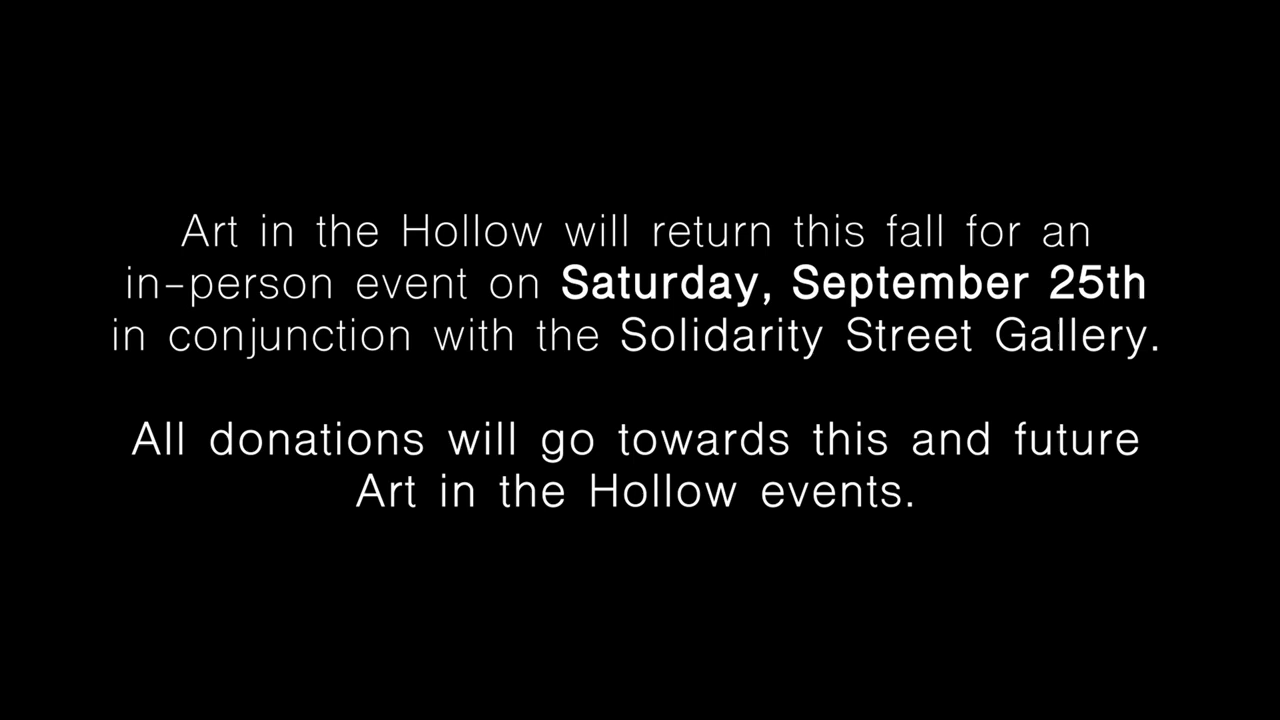 Art in the Hollow will return this fall for an
in-person event on Saturday, September 25th
in conjunction with the Solidarity Street Gallery.
All donations will go towards this and future
Art in the Hollow events.